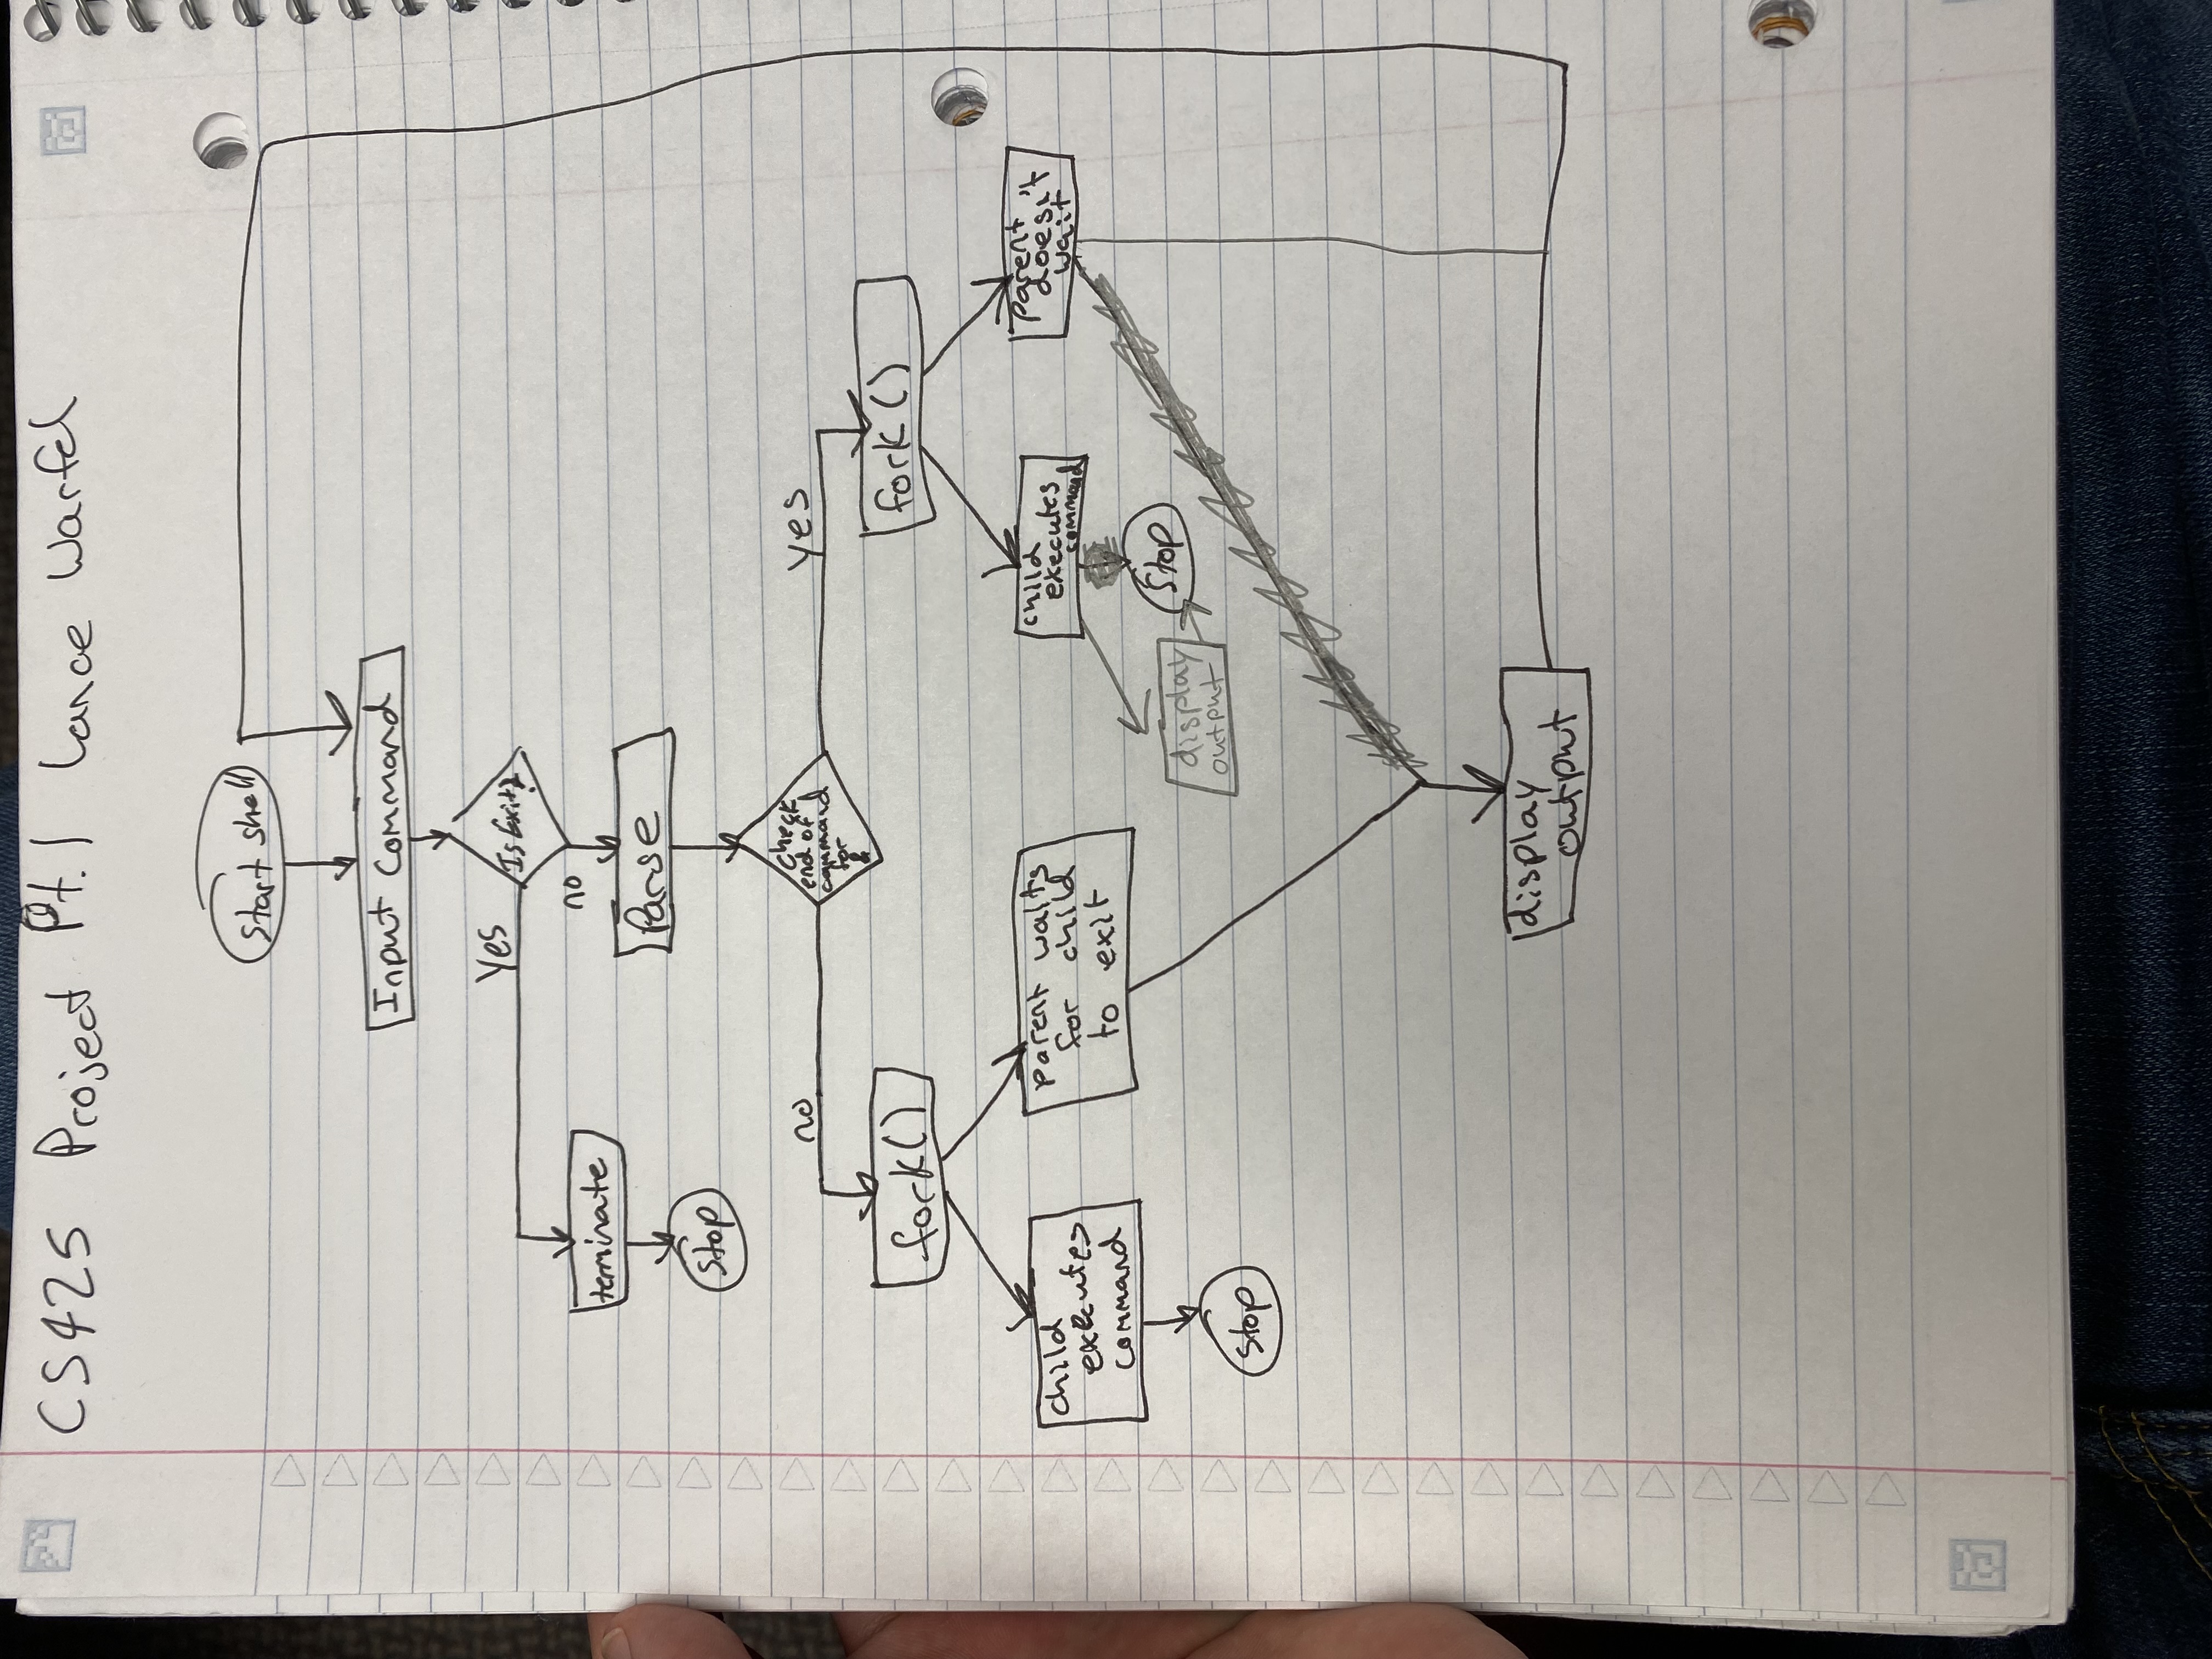 CS425 Project Pt.1 Lance Warfel
Start shell
Input Command
Yes
Is Exit?
no
terminate
Parse
Stop
Check
end of
command
for
&
no
yes
fork()
fork()
child
executes
command
parent waits
for child
to exit
child
executes
command
parent
doesn't
wait
display
output
Stop
Stop
display
output